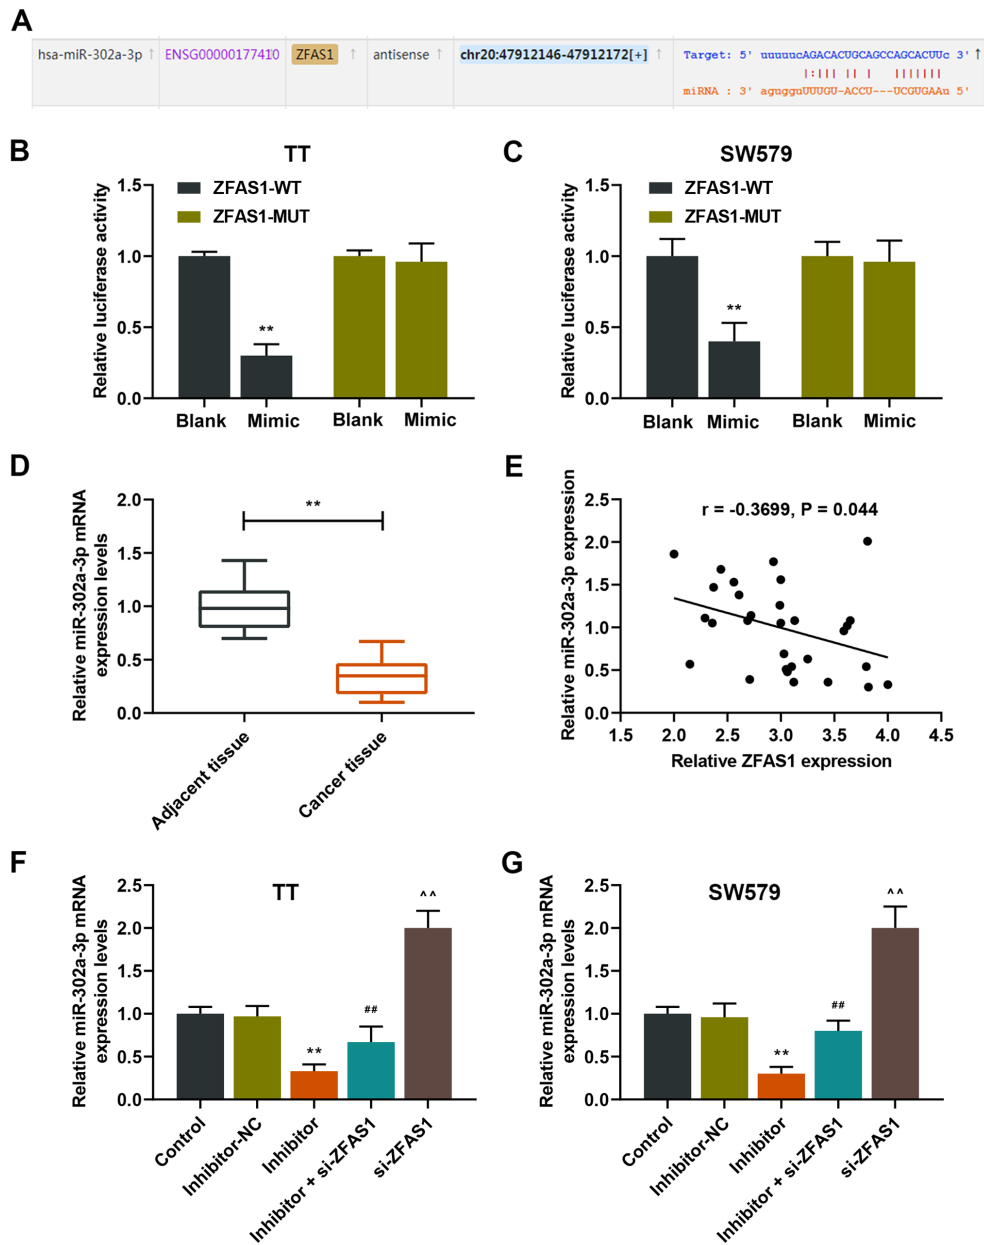 A
hsa-miR-302a-3p ↑ ENSG00000177410 ↑ ZFAS1 ↑ antisense ↑ chr20:47912146-47912172[+] ↑ Target: 5' uuuuucAGACACUGCAGCCAGCACUUc 3' ↑
|:||| || | |||||||
miRNA : 3' agugguUUUGU-ACCU---UCGUGAAu 5'
B
TT
ZFAS1-WT
ZFAS1-MUT
Relative luciferase activity
1.5
1.0
0.5
0.0
**
Blank Mimic Blank Mimic
C
SW579
ZFAS1-WT
ZFAS1-MUT
Relative luciferase activity
1.5
1.0
0.5
0.0
**
Blank Mimic Blank Mimic
D
Relative miR-302a-3p mRNA
expression levels
2.0
1.5
1.0
0.5
0.0
**
Adjacent tissue
Cancer tissue
E
Relative miR-302a-3p expression
2.5
2.0
1.5
1.0
0.5
0.0
r = -0.3699, P = 0.044
1.5 2.0 2.5 3.0 3.5 4.0 4.5
Relative ZFAS1 expression
F
TT
Relative miR-302a-3p mRNA
expression levels
2.5
2.0
1.5
1.0
0.5
0.0
**
##
^^
Control
Inhibitor-NC
Inhibitor
Inhibitor + si-ZFAS1
si-ZFAS1
G
SW579
Relative miR-302a-3p mRNA
expression levels
2.5
2.0
1.5
1.0
0.5
0.0
**
##
^^
Control
Inhibitor-NC
Inhibitor
Inhibitor + si-ZFAS1
si-ZFAS1